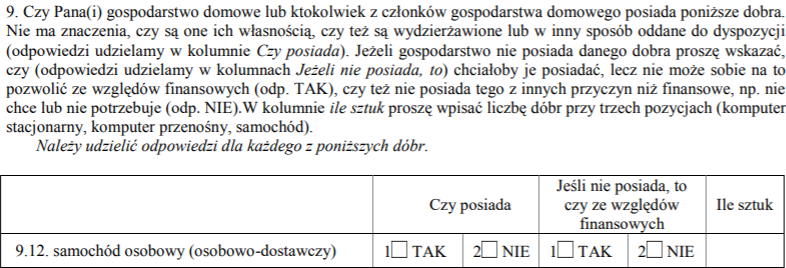 9. Czy Pana(i) gospodarstwo domowe lub ktokolwiek z członków gospodarstwa domowego posiada poniższe dobra.
Nie ma znaczenia, czy są one ich własnością, czy też są wydzierżawione lub w inny sposób oddane do dyspozycji
(odpowiedzi udzielamy w kolumnie Czy posiada). Jeżeli gospodarstwo nie posiada danego dobra proszę wskazać,
czy (odpowiedzi udzielamy w kolumnach Jeżeli nie posiada, to) chciałoby je posiadać, lecz nie może sobie na to
pozwolić ze względów finansowych (odp. TAK), czy też nie posiada tego z innych przyczyn niż finansowe, np. nie
chce lub nie potrzebuje (odp. NIE).W kolumnie ile sztuk proszę wpisać liczbę dóbr przy trzech pozycjach (komputer
stacjonarny, komputer przenośny, samochód).
Należy udzielić odpowiedzi dla każdego z poniższych dóbr.
Czy posiada
Jeśli nie posiada, to
czy ze względów
finansowych
Ile sztuk
9.12. samochód osobowy (osobowo-dostawczy) 1☐ TAK 2☐ NIE 1☐ TAK 2☐ NIE